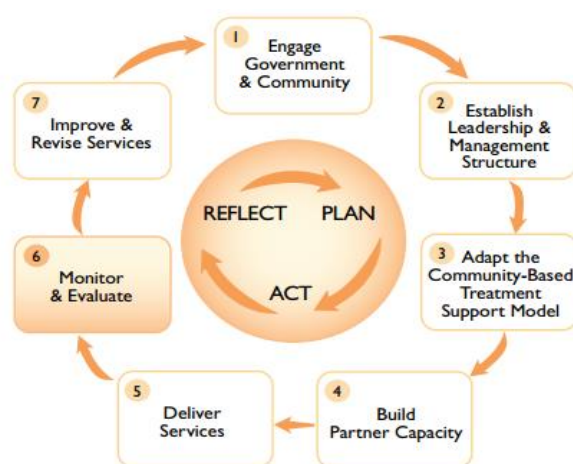 1
Engage
Government
& Community
2
Establish
Leadership &
Management
Structure
3
Adapt the
Community-Based
Treatment
Support Model
4
Build
Partner Capacity
5
Deliver
Services
6
Monitor
& Evaluate
7
Improve &
Revise Services
REFLECT PLAN
ACT